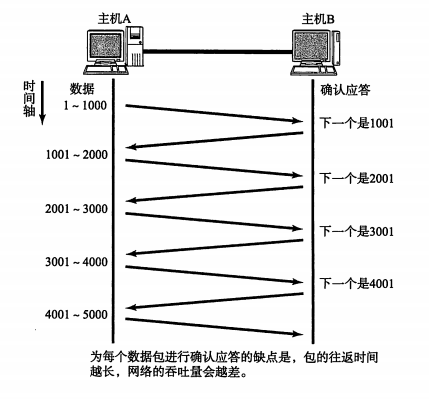 主机A
主机B
时间轴
数据
确认应答
1～1000
下一个是1001
1001～2000
下一个是2001
2001～3000
下一个是3001
3001～4000
下一个是4001
4001～5000
为每个数据包进行确认应答的缺点是，包的往返时间
越长，网络的吞吐量会越差。